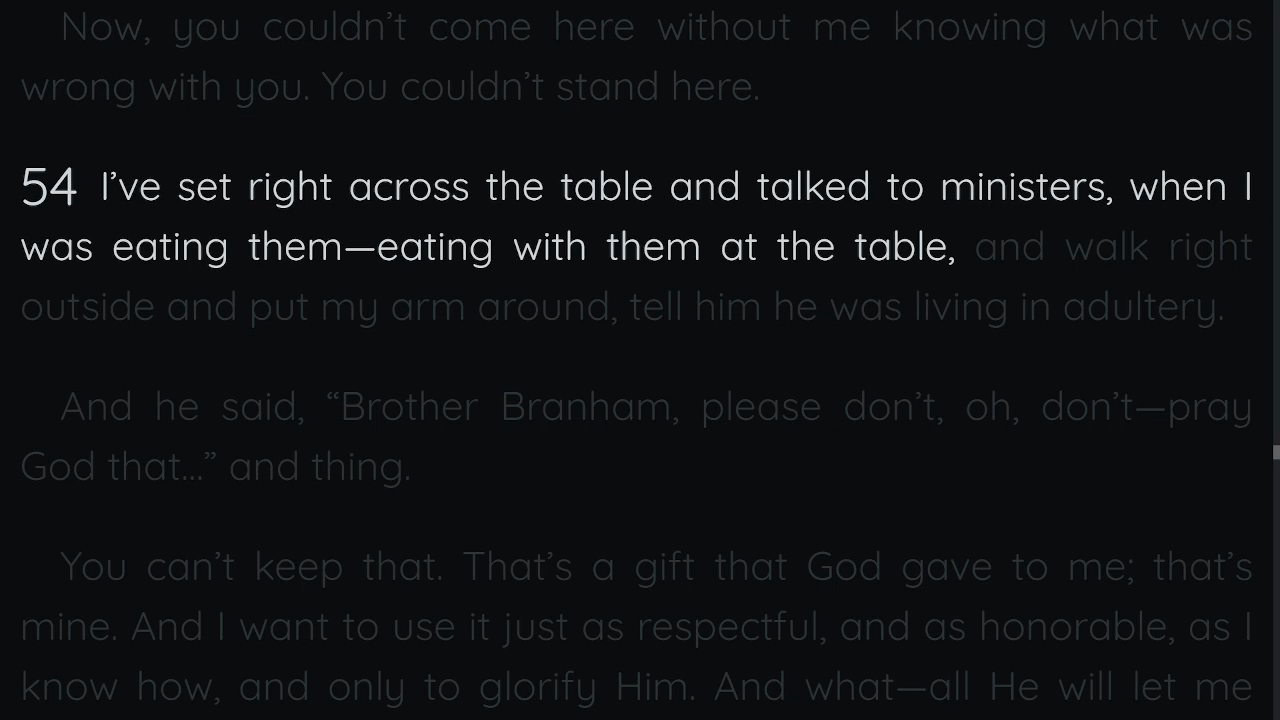 Now, you couldn’t come here without me knowing what was
wrong with you. You couldn’t stand here.
54 I’ve set right across the table and talked to ministers, when I
was eating them—eating with them at the table, and walk right
outside and put my arm around, tell him he was living in adultery.
And he said, “Brother Branham, please don’t, oh, don’t—pray
God that...” and thing.
You can’t keep that. That’s a gift that God gave to me; that’s
mine. And I want to use it just as respectful, and as honorable, as I
know how, and only to glorify Him. And what—all He will let me